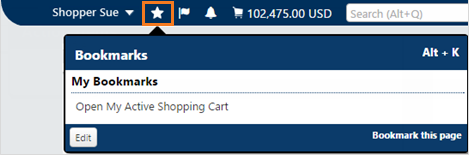 Shopper Sue 102,475.00 USD Search (Alt+Q)
Bookmarks Alt + K
My Bookmarks
Open My Active Shopping Cart
Edit Bookmark this page